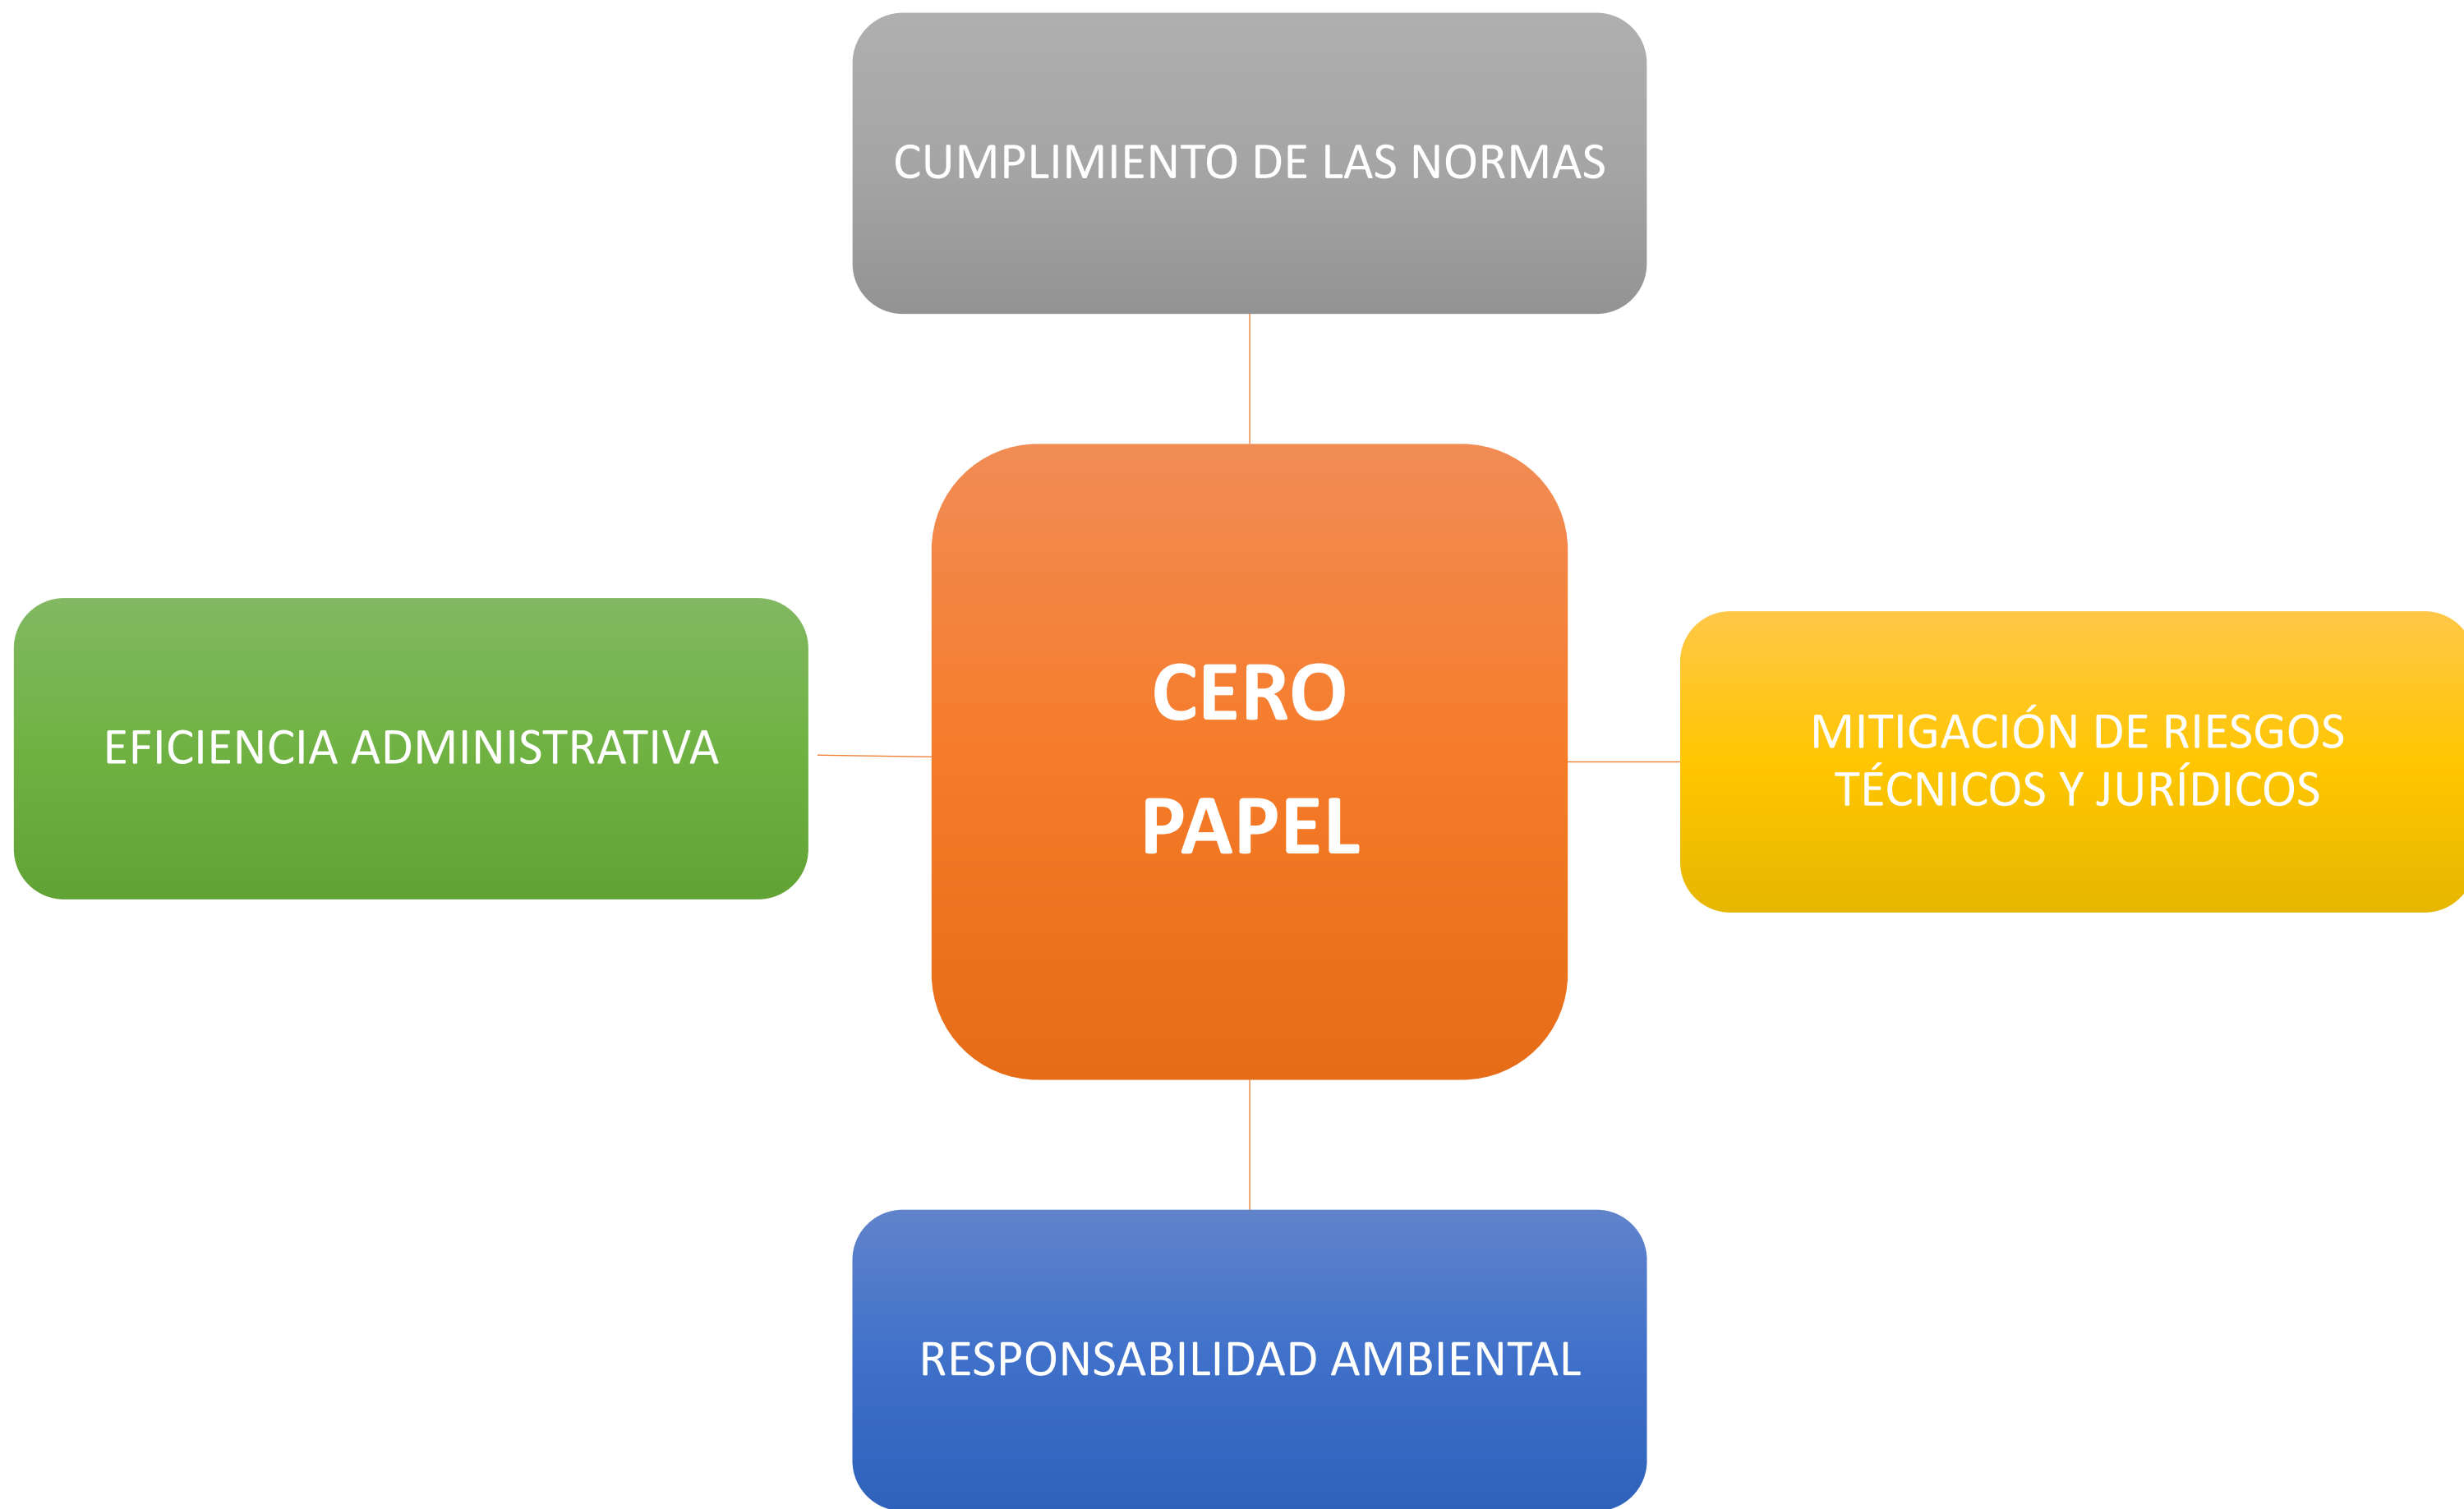 CUMPLIMIENTO DE LAS NORMAS
EFICIENCIA ADMINISTRATIVA
CERO
PAPEL
MITIGACIÓN DE RIESGOS
TÉCNICOS Y JURÍDICOS
RESPONSABILIDAD AMBIENTAL